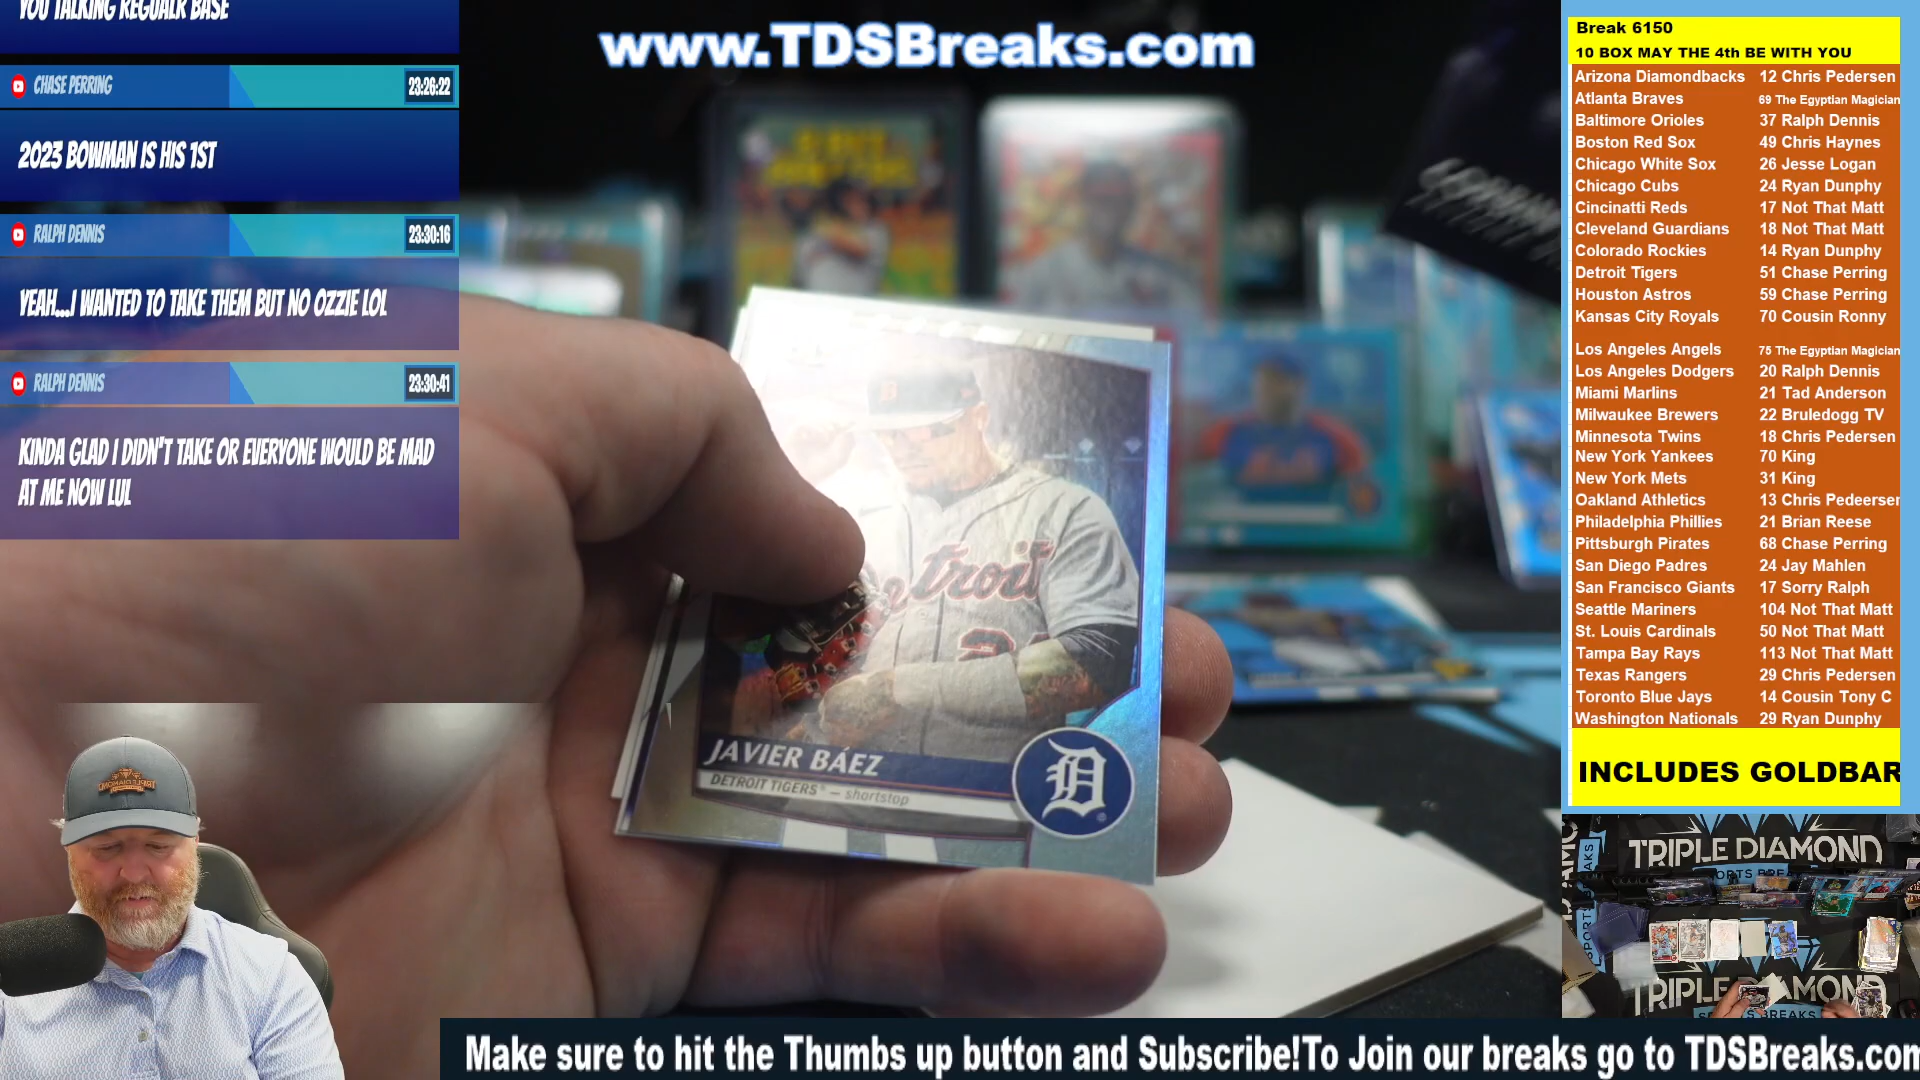 YOU TALKING REGUALR BASE
CHASE PERRING
23:26:22
2023 BOWMAN IS HIS 1ST
RALPH DENNIS
23:30:16
YEAH...I WANTED TO TAKE THEM BUT NO OZZIE LOL
RALPH DENNIS
23:30:41
KINDA GLAD I DIDN'T TAKE OR EVERYONE WOULD BE MAD
AT ME NOW LUL
www.TDSBreaks.com
Detroit
2
JAVIER BÁEZ
DETROIT TIGERS® — shortstop
D
Break 6150
10 BOX MAY THE 4th BE WITH YOU
Arizona Diamondbacks 12 Chris Pedersen
Atlanta Braves 69 The Egyptian Magician
Baltimore Orioles 37 Ralph Dennis
Boston Red Sox 49 Chris Haynes
Chicago White Sox 26 Jesse Logan
Chicago Cubs 24 Ryan Dunphy
Cincinatti Reds 17 Not That Matt
Cleveland Guardians 18 Not That Matt
Colorado Rockies 14 Ryan Dunphy
Detroit Tigers 51 Chase Perring
Houston Astros 59 Chase Perring
Kansas City Royals 70 Cousin Ronny
Los Angeles Angels 75 The Egyptian Magician
Los Angeles Dodgers 20 Ralph Dennis
Miami Marlins 21 Tad Anderson
Milwaukee Brewers 22 Bruledogg TV
Minnesota Twins 18 Chris Pedersen
New York Yankees 70 King
New York Mets 31 King
Oakland Athletics 13 Chris Pedeersen
Philadelphia Phillies 21 Brian Reese
Pittsburgh Pirates 68 Chase Perring
San Diego Padres 24 Jay Mahlen
San Francisco Giants 17 Sorry Ralph
Seattle Mariners 104 Not That Matt
St. Louis Cardinals 50 Not That Matt
Tampa Bay Rays 113 Not That Matt
Texas Rangers 29 Chris Pedersen
Toronto Blue Jays 14 Cousin Tony C
Washington Nationals 29 Ryan Dunphy
INCLUDES GOLDBAR
TRIPLE DIAMOND
TRIPLE DIAMOND
BREAKS
Make sure to hit the Thumbs up button and Subscribe!To Join our breaks go to TDSBreaks.com